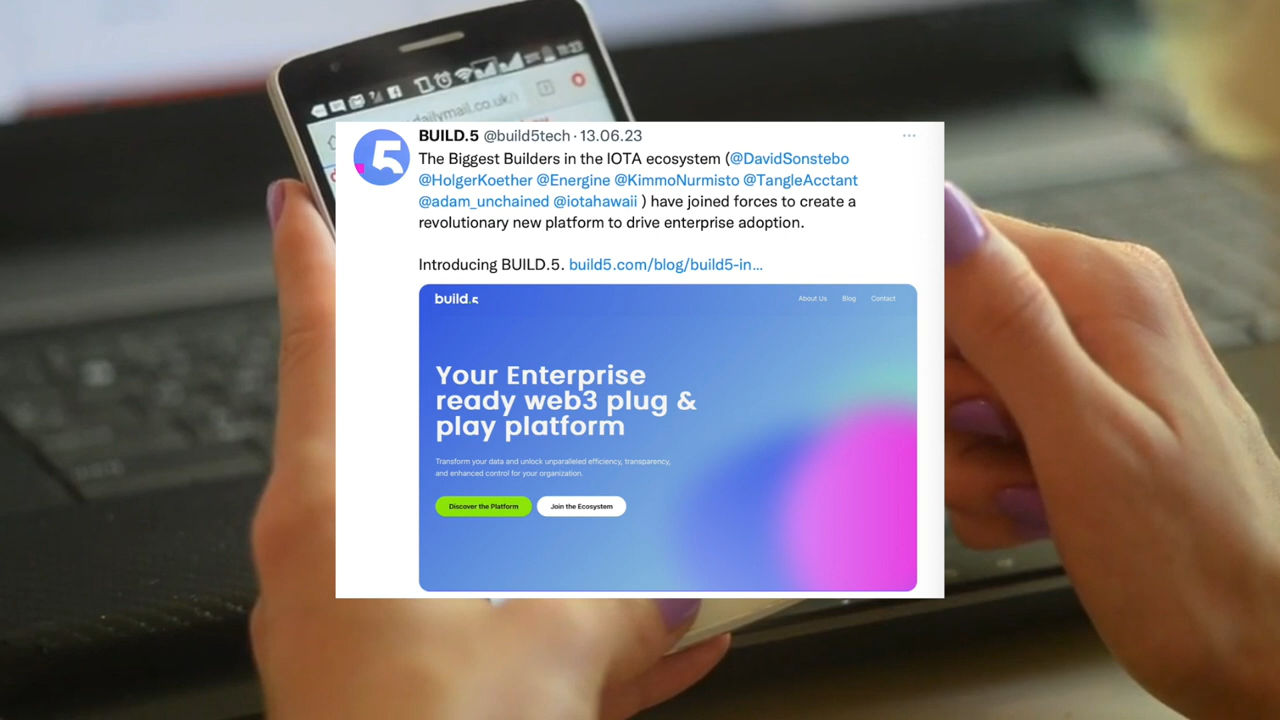 11:23
dailymail.co.uk/
BUILD.5 @build5tech · 13.06.23
The Biggest Builders in the IOTA ecosystem (@DavidSonstebo
@HolgerKoether @Energine @KimmoNurmisto @TangleAcctant
@adam_unchained @iotahawaii ) have joined forces to create a
revolutionary new platform to drive enterprise adoption.
Introducing BUILD.5. build5.com/blog/build5-in...
build.5
About Us Blog Contact
Your Enterprise
ready web3 plug &
play platform
Transform your data and unlock unparalleled efficiency, transparency,
and enhanced control for your organization.
Discover the Platform Join the Ecosystem